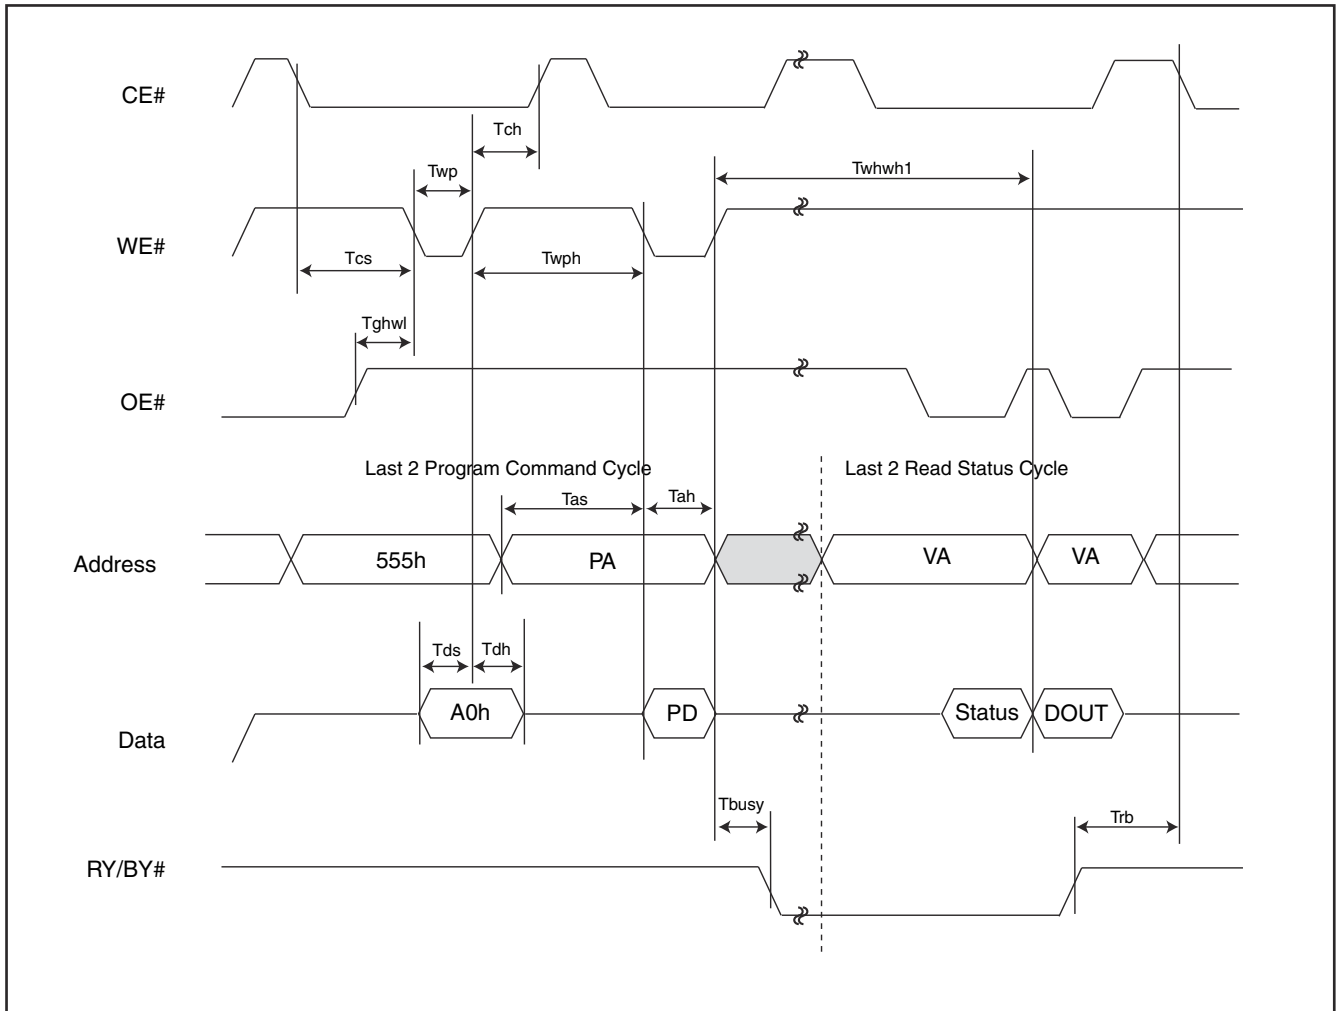 CE#
Tch
Twp
Twhwh1
WE#
Tcs
Twph
Tghwl
OE#
Last 2 Program Command Cycle
Last 2 Read Status Cycle
Tas
Tah
Address
555h
PA
VA
VA
Tds
Tdh
A0h
PD
Status
DOUT
Data
Tbusy
Trb
RY/BY#